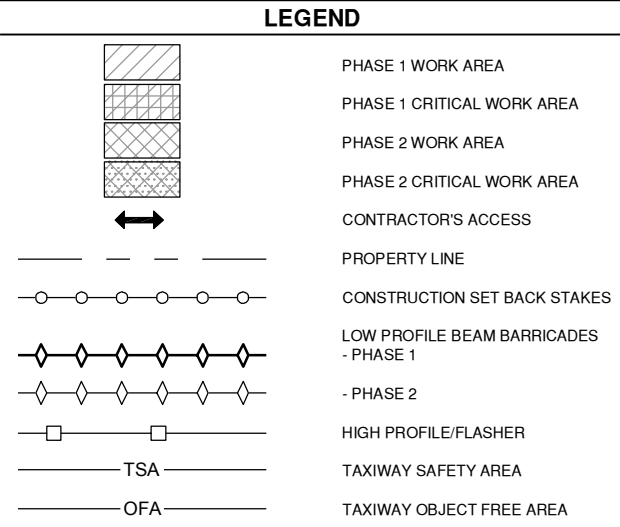 LEGEND
PHASE 1 WORK AREA
PHASE 1 CRITICAL WORK AREA
PHASE 2 WORK AREA
PHASE 2 CRITICAL WORK AREA
CONTRACTOR'S ACCESS
PROPERTY LINE
CONSTRUCTION SET BACK STAKES
LOW PROFILE BEAM BARRICADES
- PHASE 1
- PHASE 2
HIGH PROFILE/FLASHER
TSA TAXIWAY SAFETY AREA
OFA TAXIWAY OBJECT FREE AREA